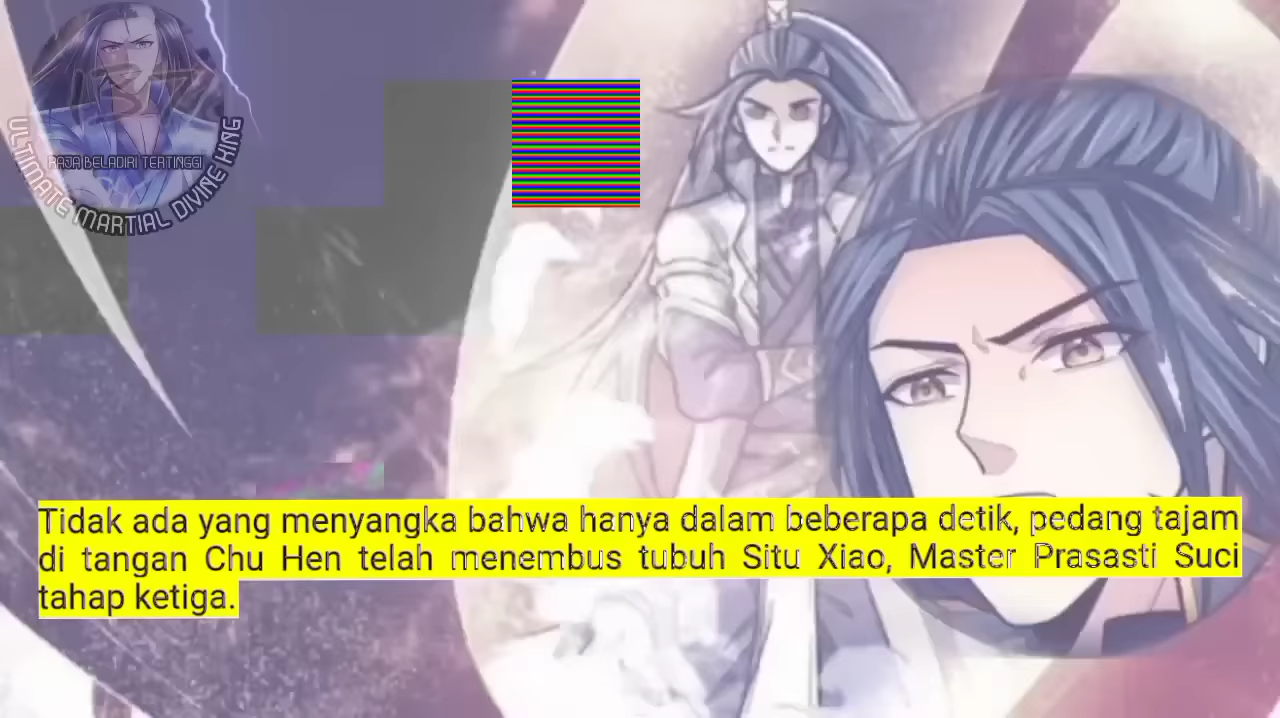 RAJA BELADIRI TERTINGGI
ULTIMATE MARTIAL DIVINE KING
Tidak ada yang menyangka bahwa hanya dalam beberapa detik, pedang tajam
di tangan Chu Hen telah menembus tubuh Situ Xiao, Master Prasasti Suci
tahap ketiga.